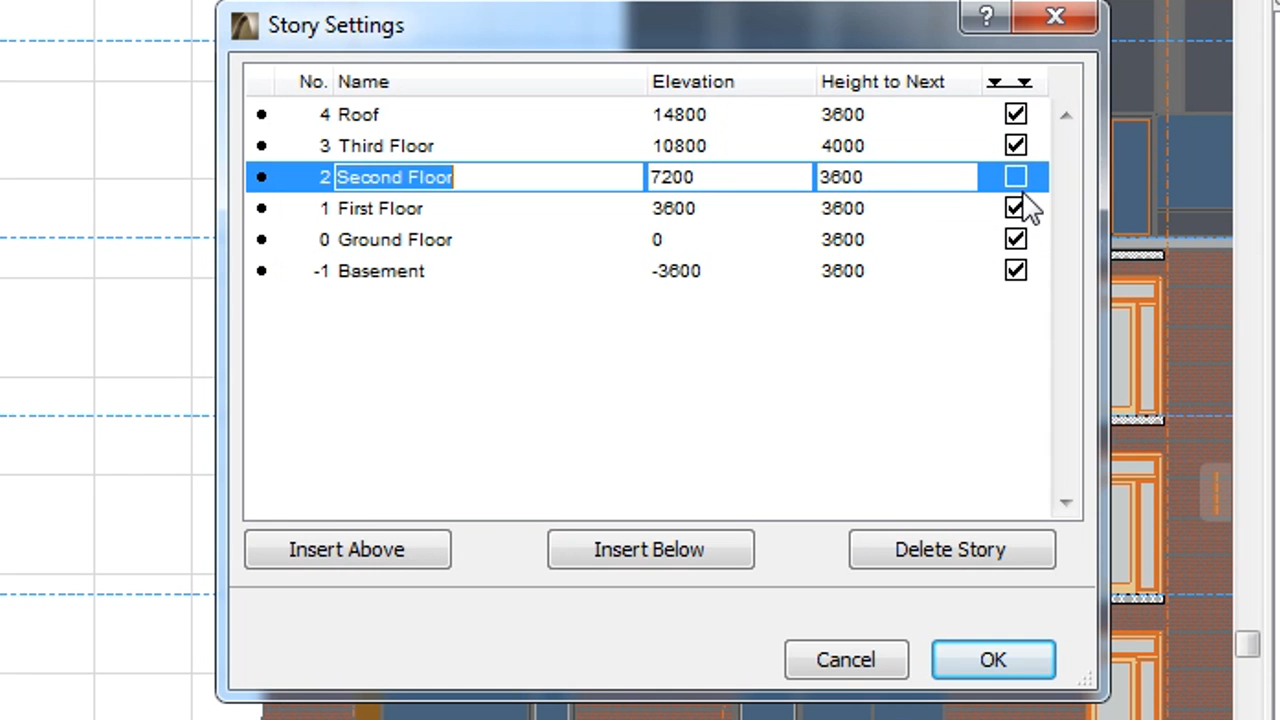 Story Settings
?
No. Name Elevation Height to Next
4 Roof 14800 3600
3 Third Floor 10800 4000
2 Second Floor 7200 3600
1 First Floor 3600 3600
0 Ground Floor 0 3600
-1 Basement -3600 3600
Insert Above Insert Below Delete Story
Cancel OK